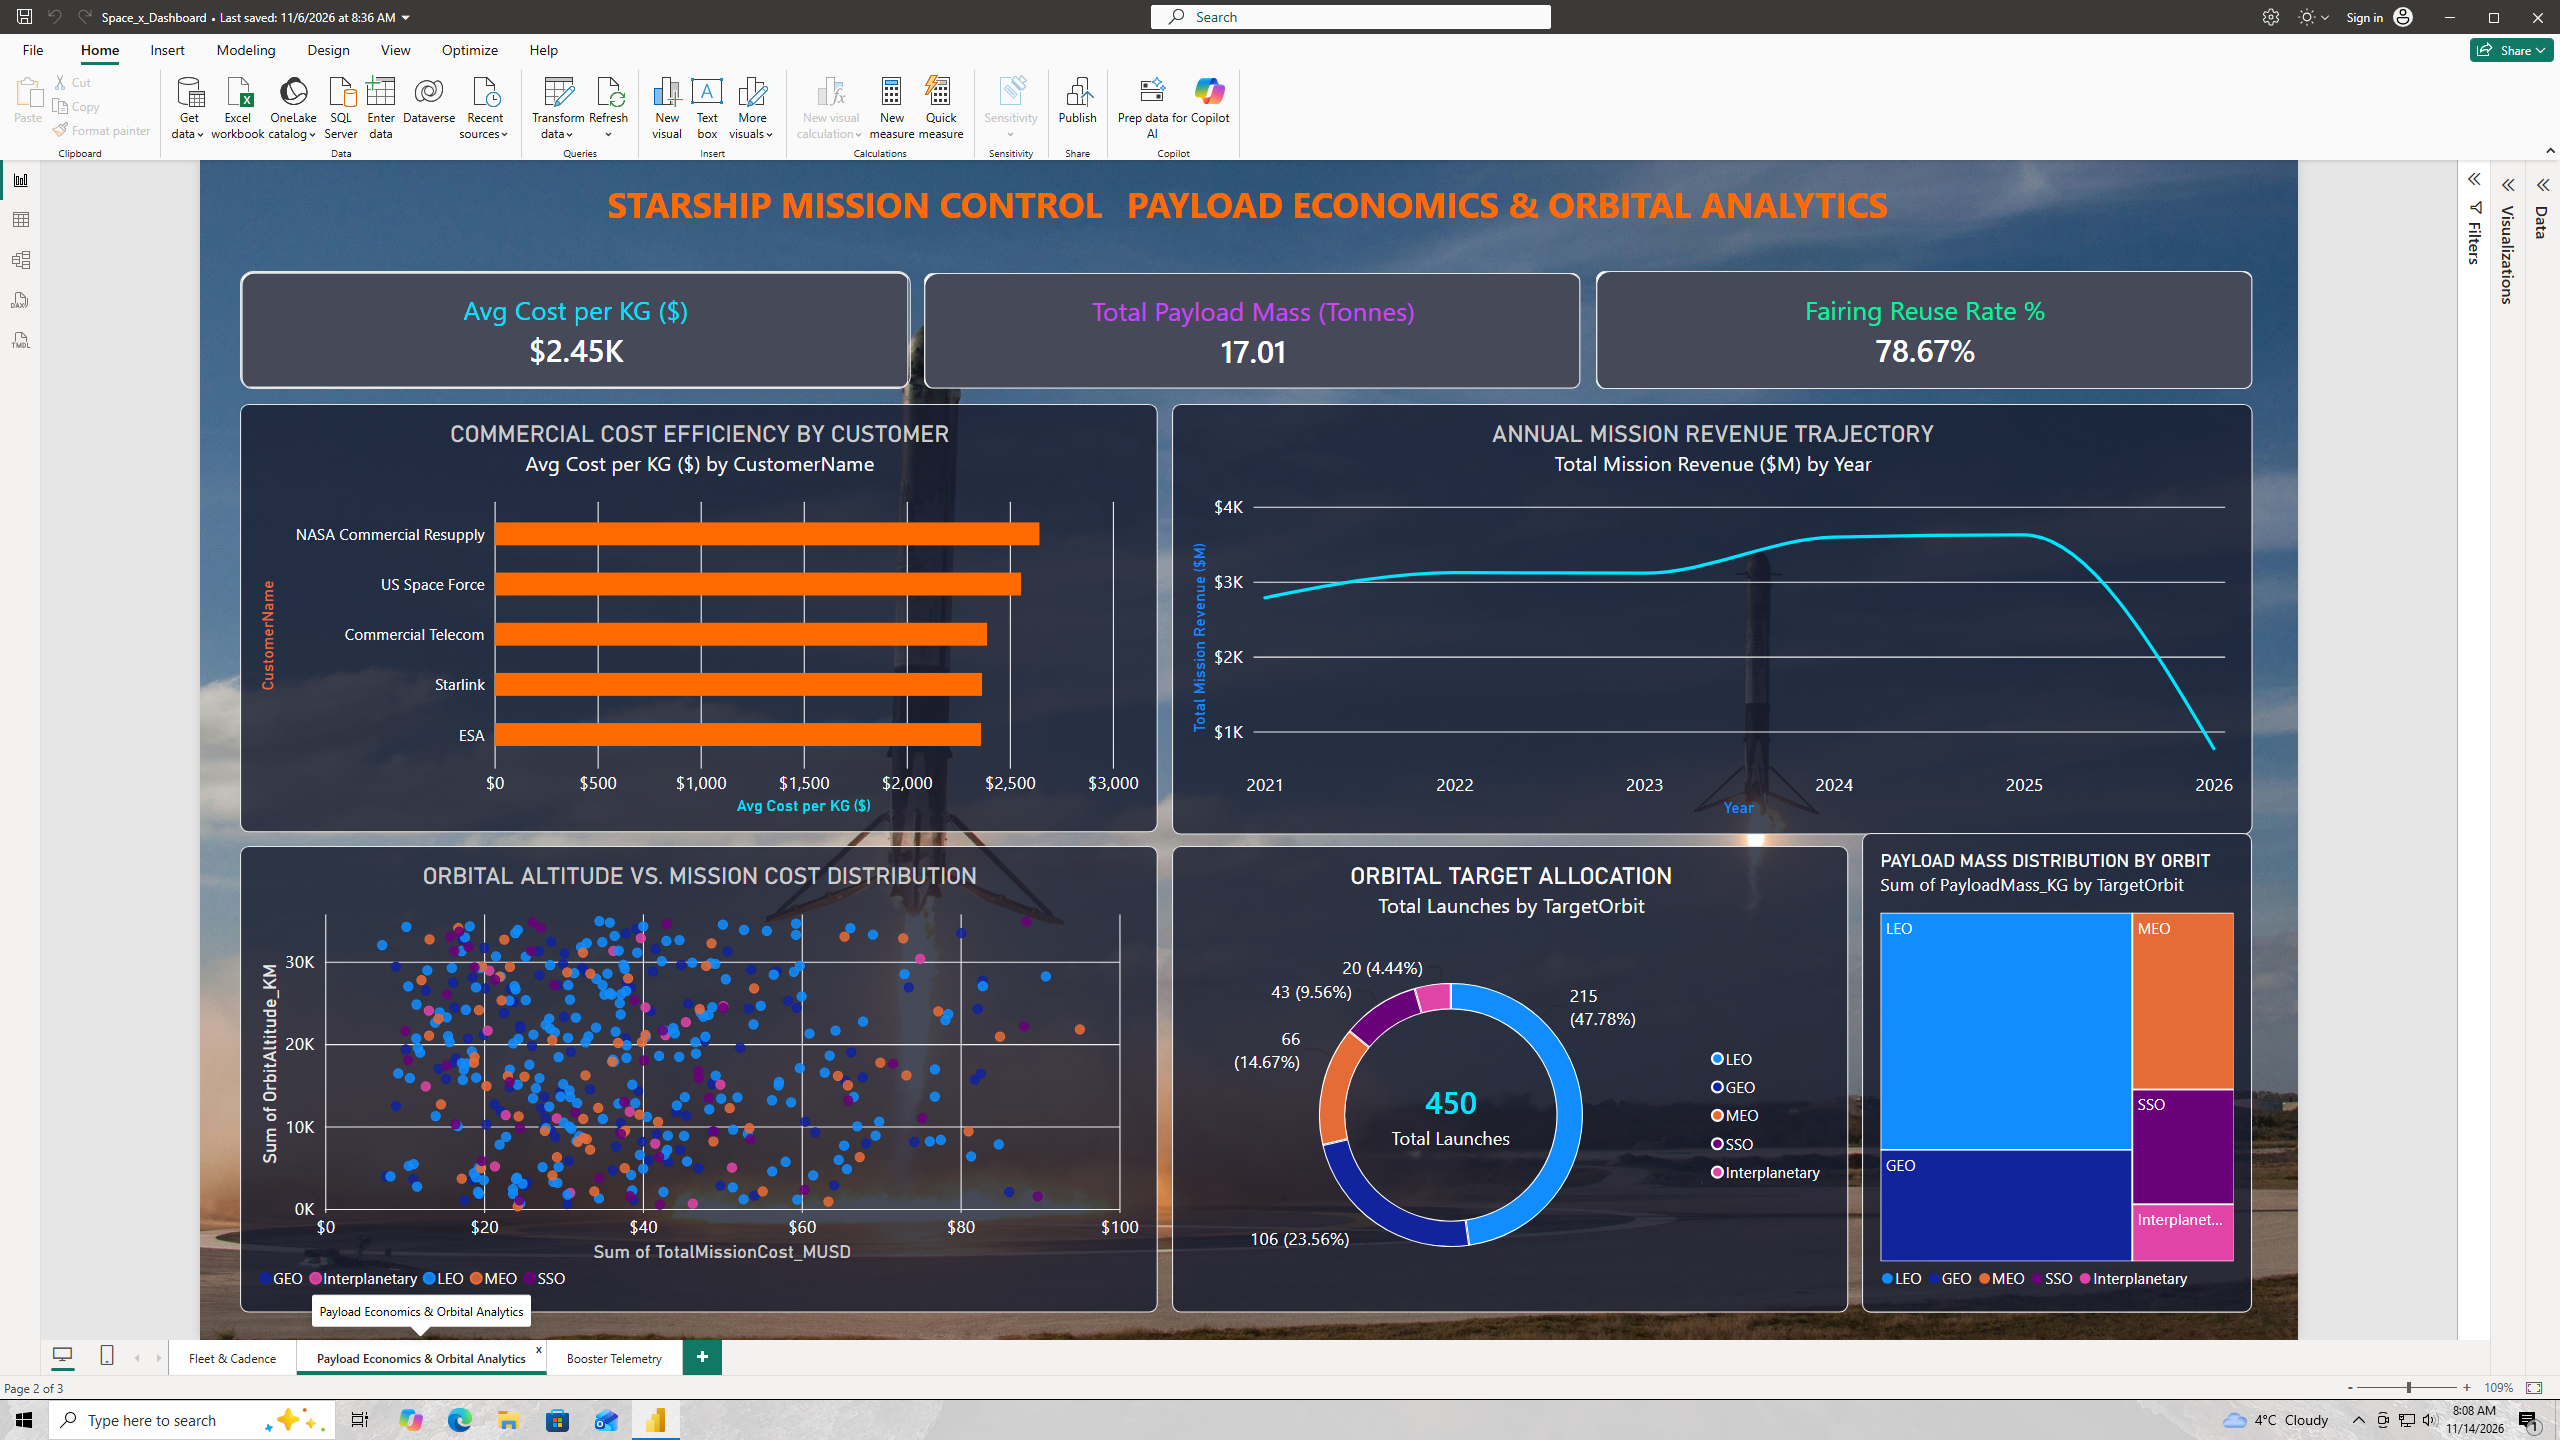 Space_x_Dashboard • Last saved: 11/6/2026 at 8:36 AM
Search
Sign in
File Home Insert Modeling Design View Optimize Help
Share
Paste
Cut
Copy
Format painter
Clipboard
Get data
Excel workbook
OneLake catalog
SQL Server
Enter data
Dataverse
Recent sources
Data
Transform data
Refresh
Queries
New visual
Text box
More visuals
Insert
New visual calculation
New measure
Quick measure
Calculations
Sensitivity
Sensitivity
Publish
Share
Prep data for AI
Copilot
Copilot
DAX
TMDL
Filters
Visualizations
Data
STARSHIP MISSION CONTROL PAYLOAD ECONOMICS & ORBITAL ANALYTICS
Avg Cost per KG ($)
$2.45K
Total Payload Mass (Tonnes)
17.01
Fairing Reuse Rate %
78.67%
COMMERCIAL COST EFFICIENCY BY CUSTOMER
Avg Cost per KG ($) by CustomerName
CustomerName
NASA Commercial Resupply
US Space Force
Commercial Telecom
Starlink
ESA
$0 $500 $1,000 $1,500 $2,000 $2,500 $3,000
Avg Cost per KG ($)
ANNUAL MISSION REVENUE TRAJECTORY
Total Mission Revenue ($M) by Year
Total Mission Revenue ($M)
$4K
$3K
$2K
$1K
2021 2022 2023 2024 2025 2026
Year
ORBITAL ALTITUDE VS. MISSION COST DISTRIBUTION
Sum of OrbitAltitude_KM
30K
20K
10K
0K
$0 $20 $40 $60 $80 $100
Sum of TotalMissionCost_MUSD
GEO Interplanetary LEO MEO SSO
ORBITAL TARGET ALLOCATION
Total Launches by TargetOrbit
20 (4.44%)
43 (9.56%)
66
(14.67%)
106 (23.56%)
215
(47.78%)
450
Total Launches
LEO
GEO
MEO
SSO
Interplanetary
PAYLOAD MASS DISTRIBUTION BY ORBIT
Sum of PayloadMass_KG by TargetOrbit
LEO
MEO
SSO
GEO
Interplanet...
LEO GEO MEO SSO Interplanetary
Payload Economics & Orbital Analytics
Fleet & Cadence
Payload Economics & Orbital Analytics x
Booster Telemetry
+
Page 2 of 3
- + 109%
Type here to search
4°C Cloudy
8:08 AM
11/14/2026
1